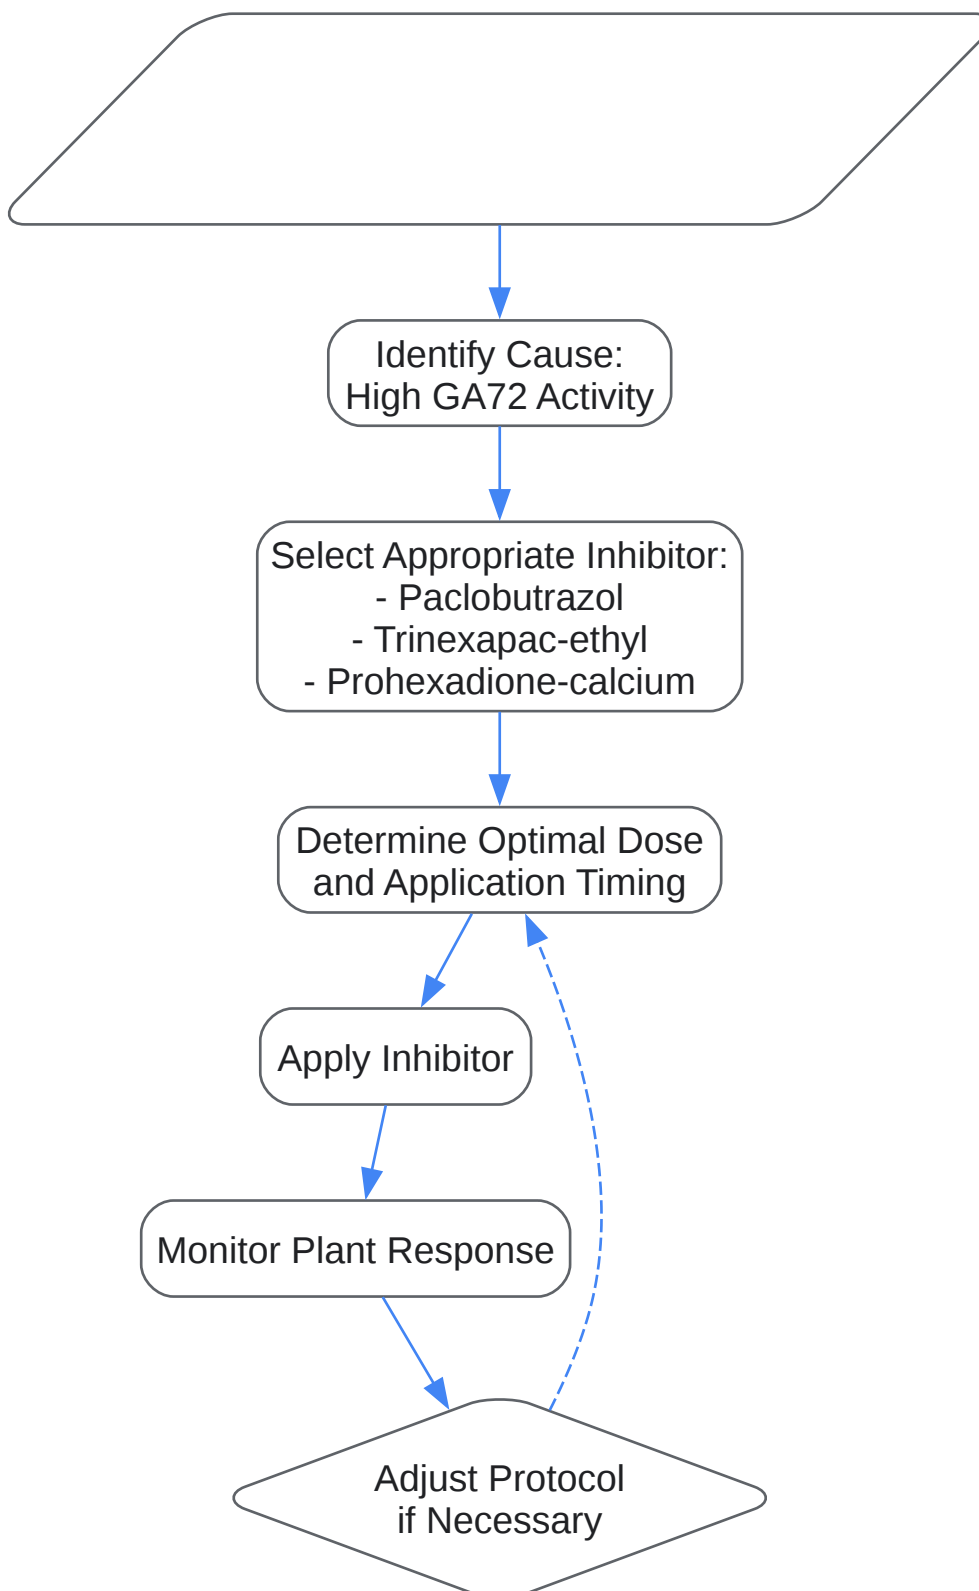 Identify Cause:
High GA72 Activity
Select Appropriate Inhibitor:
- Paclobutrazol
- Trinexapac-ethyl
- Prohexadione-calcium
Determine Optimal Dose
and Application Timing
Apply Inhibitor
Monitor Plant Response
Adjust Protocol
if Necessary